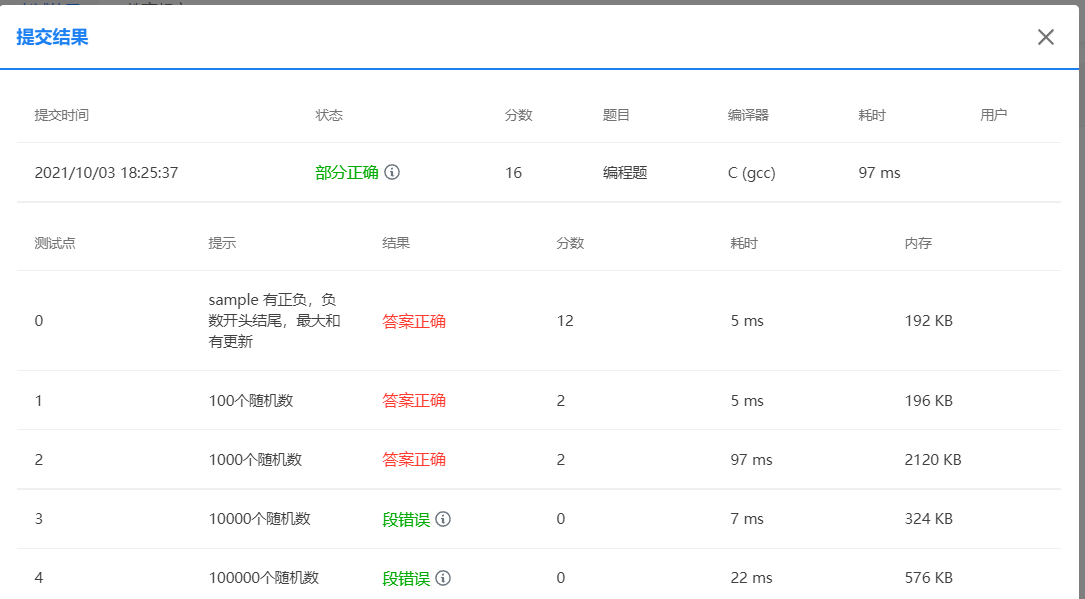 提交结果
提交时间 状态 分数 题目 编译器 耗时 用户
2021/10/03 18:25:37 部分正确 16 编程题 C (gcc) 97 ms
测试点 提示 结果 分数 耗时 内存
0 sample 有正负，负数开头结尾，最大和有更新 答案正确 12 5 ms 192 KB
1 100个随机数 答案正确 2 5 ms 196 KB
2 1000个随机数 答案正确 2 97 ms 2120 KB
3 10000个随机数 段错误 0 7 ms 324 KB
4 100000个随机数 段错误 0 22 ms 576 KB